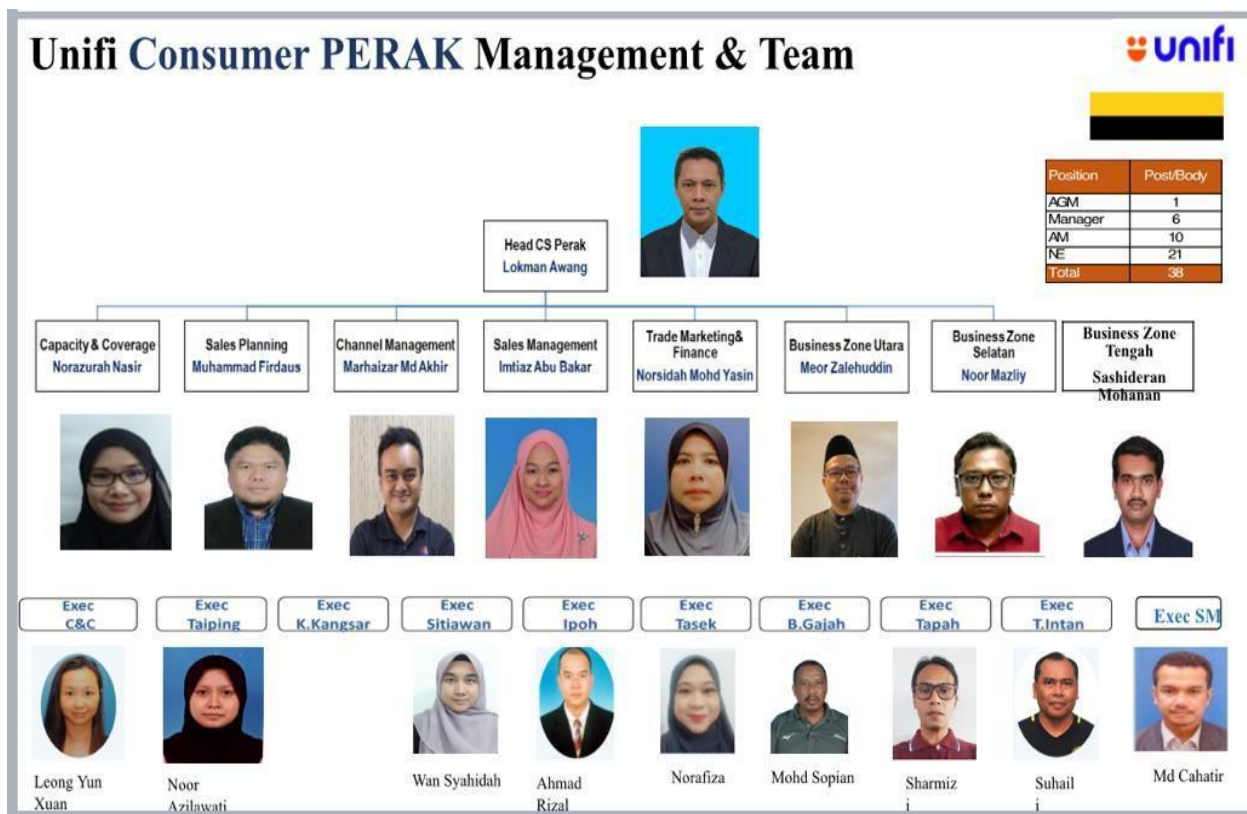 Unifi Consumer PERAK Management & Team
unifi
Position Post/Body
AGM 1
Manager 6
AM 10
NE 21
Total 38
Head CS Perak
Lokman Awang
Capacity & Coverage
Norazurah Nasir
Sales Planning
Muhammad Firdaus
Channel Management
Marhaizar Md Akhir
Sales Management
Imtiaz Abu Bakar
Trade Marketing&
Finance
Norsidah Mohd Yasin
Business Zone Utara
Meor Zalehuddin
Business Zone
Selatan
Noor Mazliy
Business Zone
Tengah
Sashideran
Mohanan
Exec
C&C
Exec
Taiping
Exec
K.Kangsar
Exec
Sitiawan
Exec
Ipoh
Exec
Tasek
Exec
B.Gajah
Exec
Tapah
Exec
T.Intan
Exec SM
Leong Yun
Xuan
Noor
Azilawati
Wan Syahidah
Ahmad
Rizal
Norafiza
Mohd Sopian
Sharmiz
i
Suhail
i
Md Cahatir